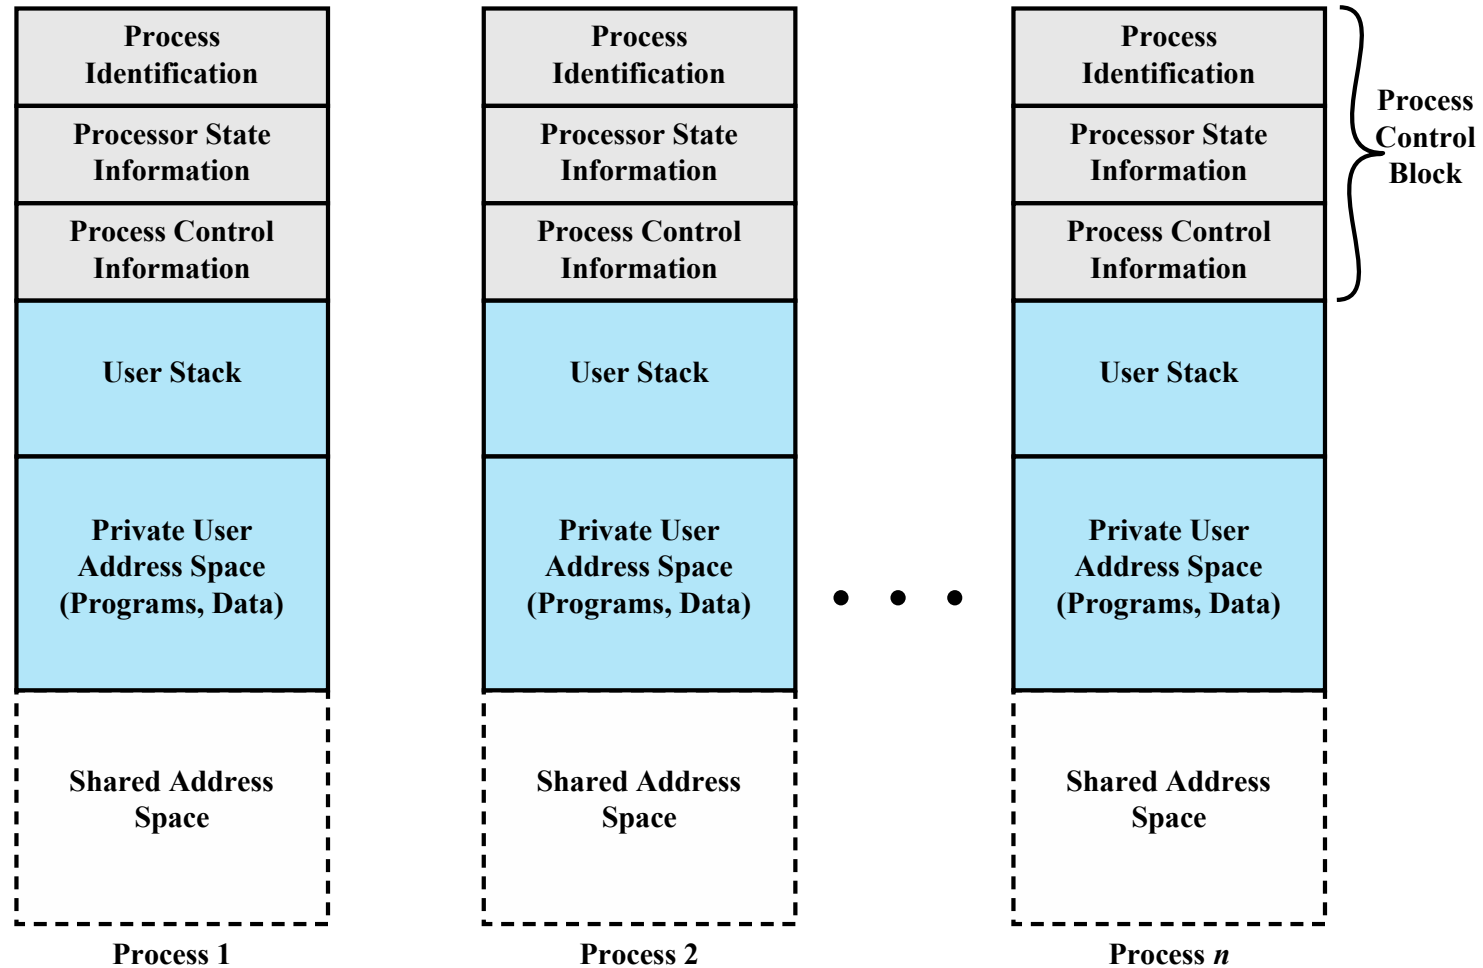 Process
Identification
Processor State
Information
Process Control
Information
User Stack
Private User
Address Space
(Programs, Data)
Shared Address
Space
Process 1
Process
Identification
Processor State
Information
Process Control
Information
User Stack
Private User
Address Space
(Programs, Data)
Shared Address
Space
Process 2
• • •
Process
Identification
Processor State
Information
Process Control
Information
User Stack
Private User
Address Space
(Programs, Data)
Shared Address
Space
Process n
Process
Control
Block